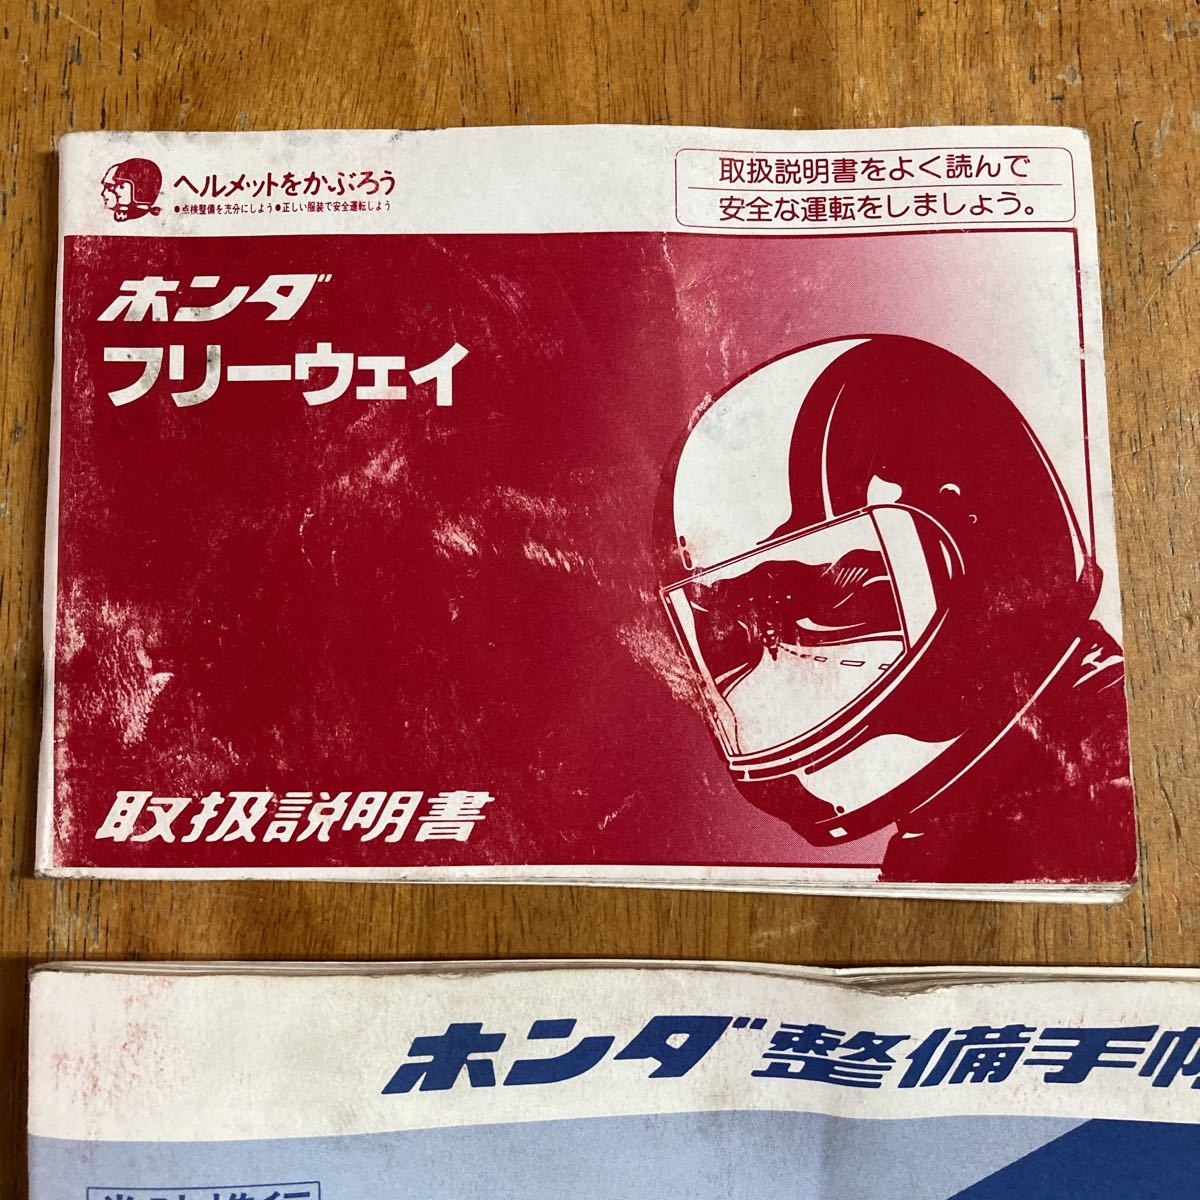 ヘルメットをかぶろう
●点検整備を充分にしよう●正しい服装で安全運転しよう
取扱説明書をよく読んで
安全な運転をしましょう。
ホンダ
フリーウェイ
取扱説明書
ホンダ整備手帳